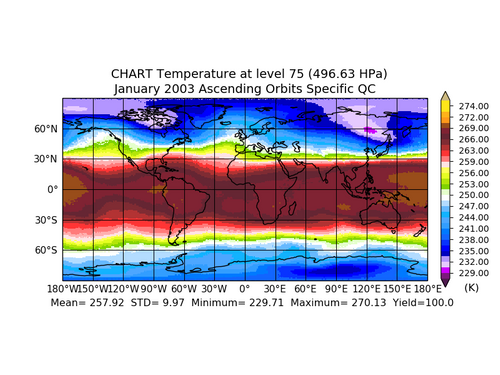 CHART Temperature at level 75 (496.63 HPa)
January 2003 Ascending Orbits Specific QC
274.00
272.00
60°N
269.00
266.00
263.00
30°N
259.00
256.00
0°
253.00
250.00
247.00
30°S
244.00
241.00
238.00
60°S
235.00
232.00
229.00
180°W 150°W 120°W 90°W 60°W 30°W 0° 30°E 60°E 90°E 120°E 150°E 180°E (K)
Mean= 257.92 STD= 9.97 Minimum= 229.71 Maximum= 270.13 Yield=100.0